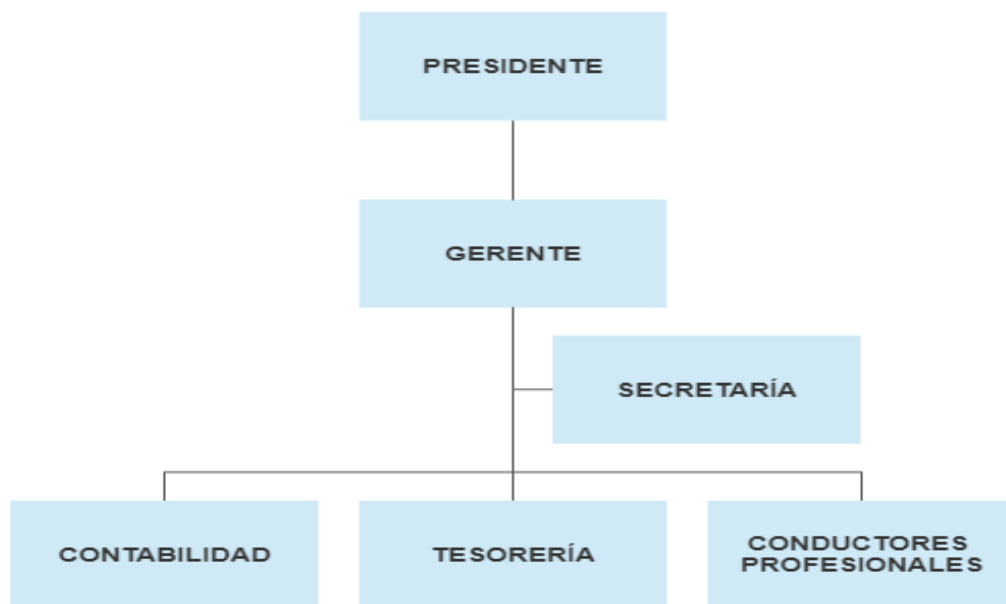 PRESIDENTE
GERENTE
SECRETARÍA
CONTABILIDAD
TESORERÍA
CONDUCTORES
PROFESIONALES